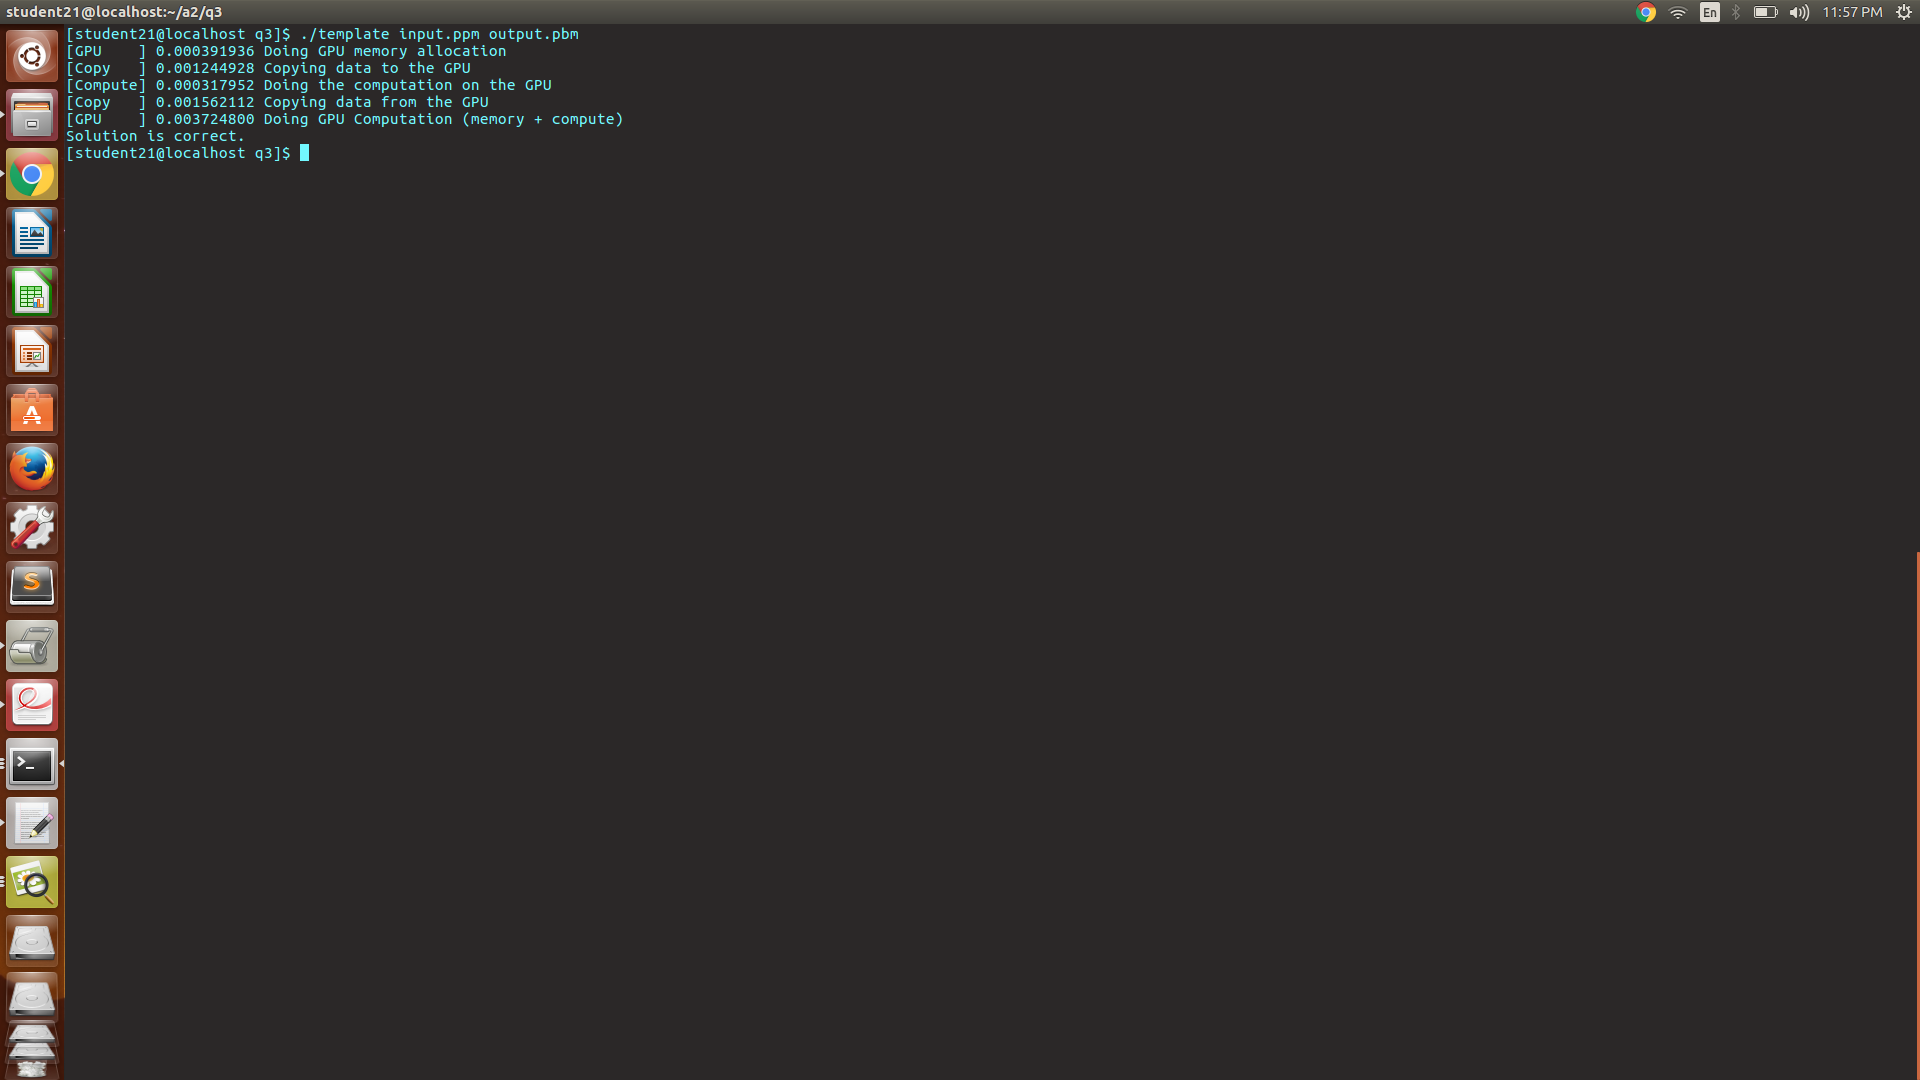 student21@localhost:~/a2/q3
En
11:57 PM
[student21@localhost q3]$ ./template input.ppm output.pbm
[GPU    ] 0.000391936 Doing GPU memory allocation
[Copy   ] 0.001244928 Copying data to the GPU
[Compute] 0.000317952 Doing the computation on the GPU
[Copy   ] 0.001562112 Copying data from the GPU
[GPU    ] 0.003724800 Doing GPU Computation (memory + compute)
Solution is correct.
[student21@localhost q3]$